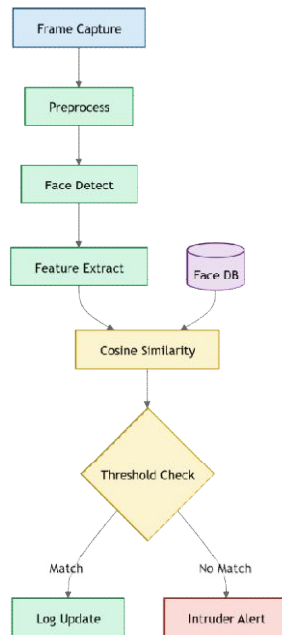 Frame Capture
Preprocess
Face Detect
Feature Extract
Face DB
Cosine Similarity
Threshold Check
Match
No Match
Log Update
Intruder Alert